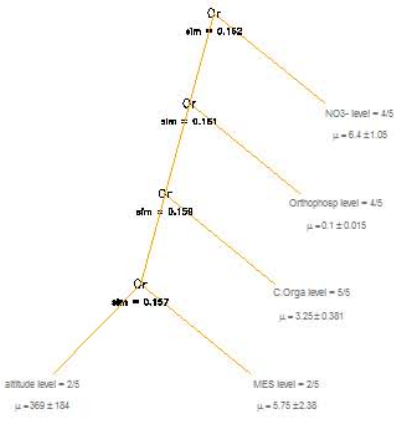 Or
sim = 0.162
NO3- level = 4/5
μ = 6.4 ± 1.05
Or
sim = 0.161
Orthophosp level = 4/5
μ = 0.1 ± 0.015
Or
sim = 0.159
C.Orga level = 5/5
μ = 3.25 ± 0.381
Or
sim = 0.157
altitude level = 2/5
MES level = 2/5
μ = 369 ± 184
μ = 5.75 ± 2.38